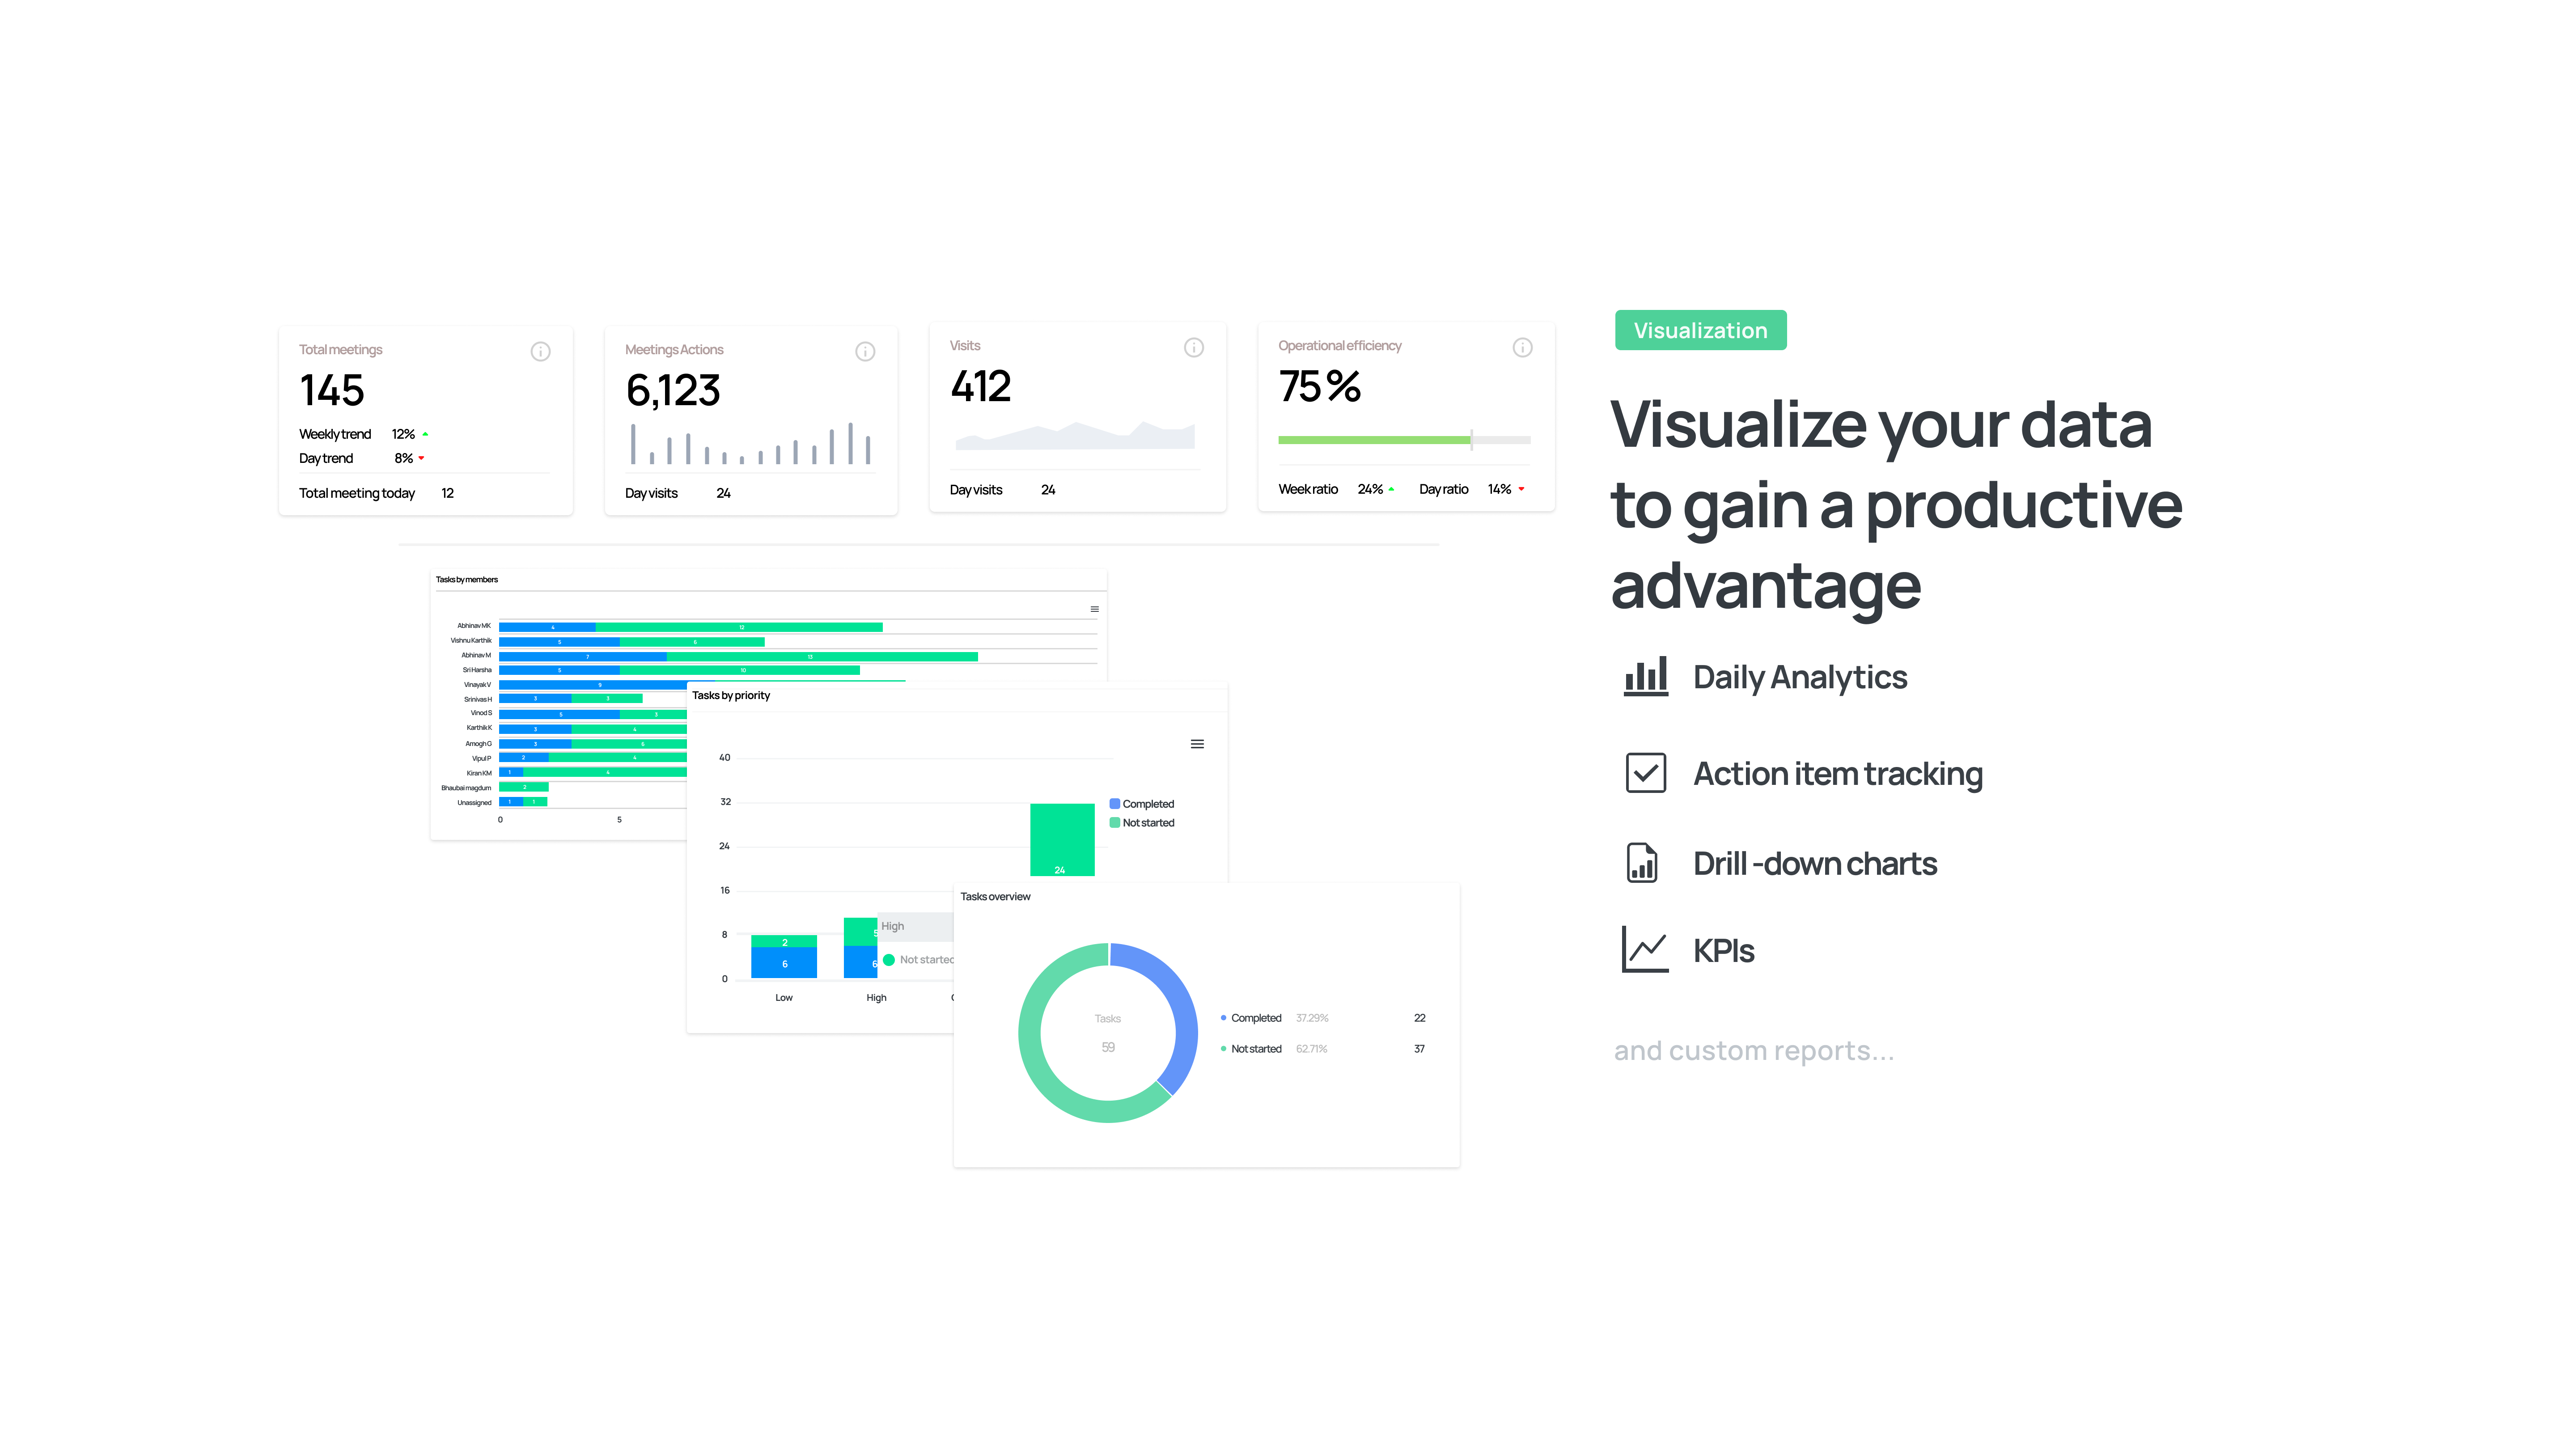 Total meetings
145
Weekly trend 12%
Day trend 8%
Total meeting today 12
Meetings Actions
6,123
Day visits 24
Visits
412
Day visits 24
Operational efficiency
75%
Week ratio 24% Day ratio 14%
Tasks by members
Abhinav MK 4 12
Vishnu Karthik 5 6
Abhinav M 7 13
Sri Harsha 5 10
Vinayak V 9
Srinivas H 3 3
Vinod S 5 3
Karthik K 3 4
Amogh G 3 6
Vipul P 2 4
Kiran KM 1 4
Bhaubai magdum 2
Unassigned 1 1
0 5
Tasks by priority
40
32
24
16
8
0
24
2
6
5
6
Low High
Completed
Not started
High
Not started
Tasks overview
Tasks
59
Completed 37.29% 22
Not started 62.71% 37
Visualization
Visualize your data
to gain a productive
advantage
Daily Analytics
Action item tracking
Drill -down charts
KPIs
and custom reports...